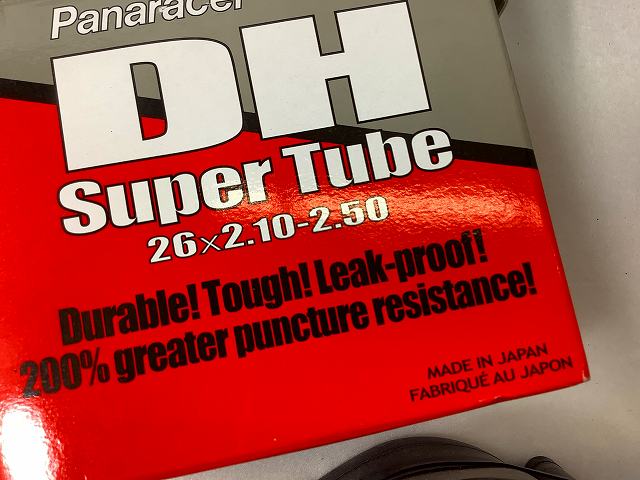 Panaracer
DH
Super Tube
26×2.10-2.50
Durable! Tough! Leak-proof!
200% greater puncture resistance!
MADE IN JAPAN
FABRIQUÉ AU JAPON